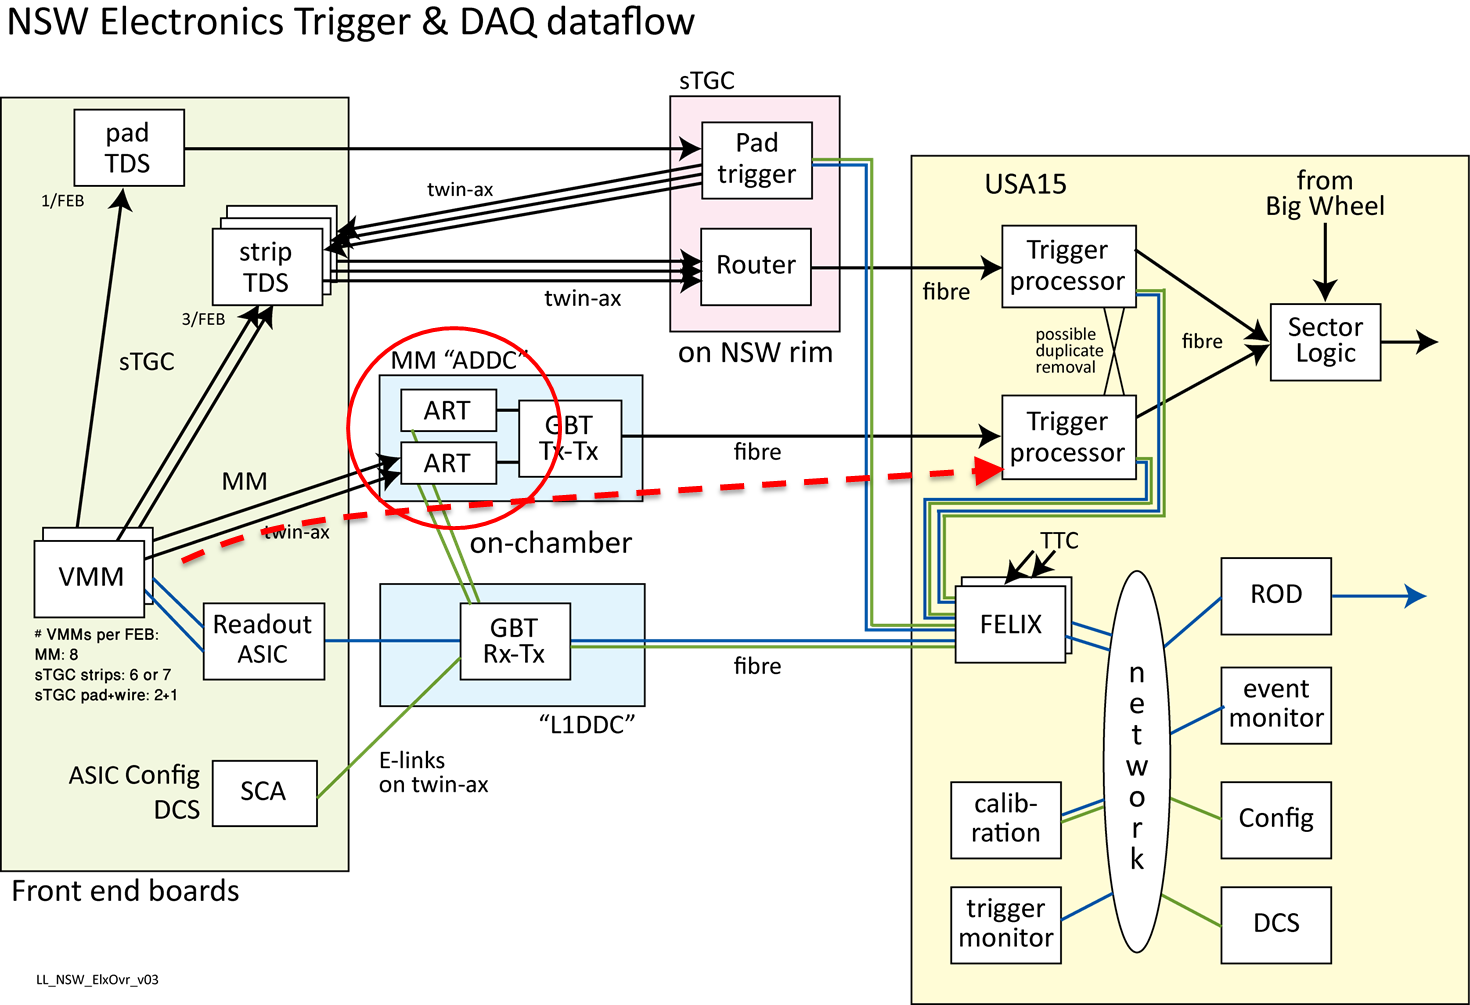 NSW Electronics Trigger & DAQ dataflow
pad
TDS
1/FEB
strip
TDS
3/FEB
sTGC
MM
twin-ax
VMM
# VMMs per FEB:
MM: 8
sTGC strips: 6 or 7
sTGC pad+wire: 2+1
Readout
ASIC
ASIC Config
DCS
SCA
Front end boards
LL_NSW_ElxOvr_v03
sTGC
Pad
trigger
Router
on NSW rim
twin-ax
twin-ax
MM “ADDC”
ART
ART
GBT
Tx-Tx
on-chamber
GBT
Rx-Tx
“L1DDC”
E-links
on twin-ax
fibre
fibre
fibre
USA15
from
Big Wheel
Trigger
processor
possible
duplicate
removal
Trigger
processor
fibre
Sector
Logic
TTC
FELIX
network
ROD
event
monitor
calib-
ration
Config
trigger
monitor
DCS